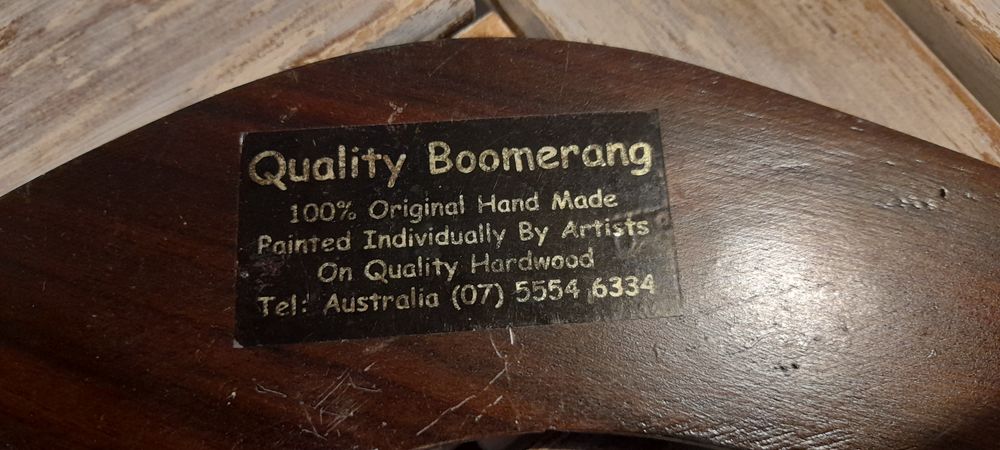 Quality Boomerang
100% Original Hand Made
Painted Individually By Artists
On Quality Hardwood
Tel: Australia (07) 5554 6334